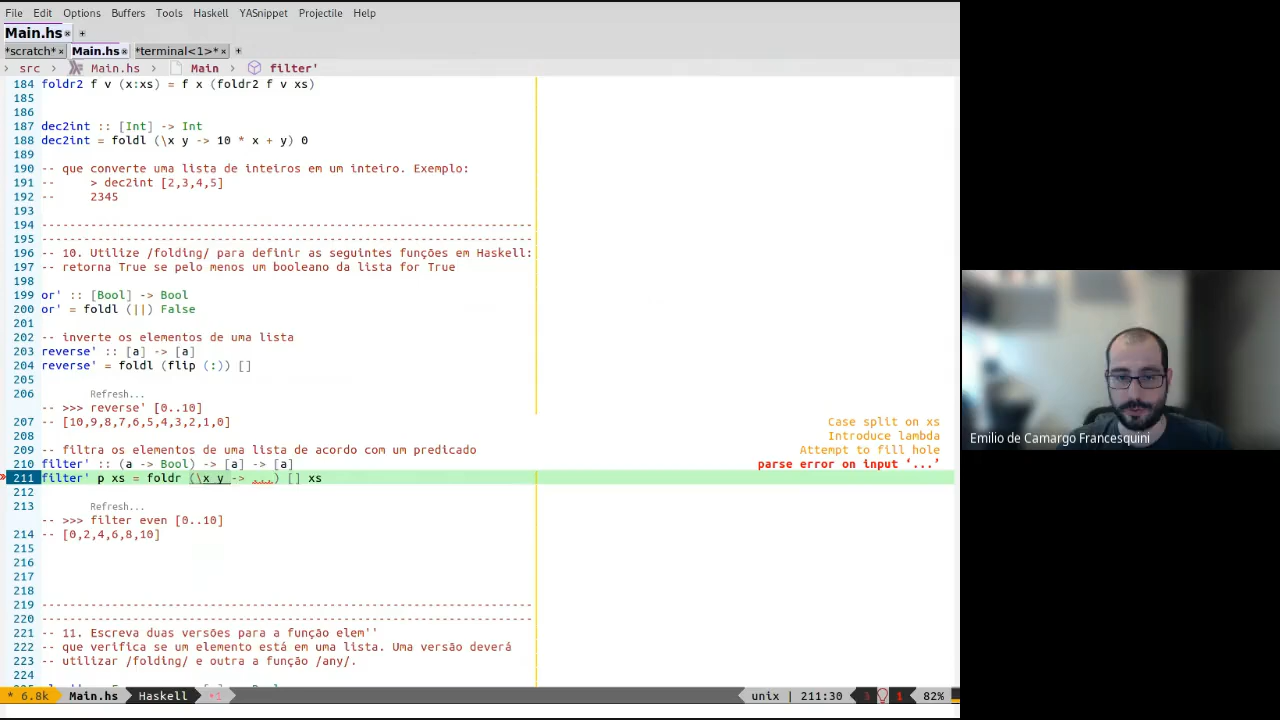 File Edit Options Buffers Tools Haskell YASnippet Projectile Help
Main.hs × +
*scratch* × Main.hs × *terminal<1>* × +
› src › Main.hs › Main › filter'
184 foldr2 f v (x:xs) = f x (foldr2 f v xs)
185
186
187 dec2int :: [Int] -> Int
188 dec2int = foldl (\x y -> 10 * x + y) 0
189
190 -- que converte uma lista de inteiros em um inteiro. Exemplo:
191 --     > dec2int [2,3,4,5]
192 --     2345
193
194 ----------------------------------------------------------------------
195 ----------------------------------------------------------------------
196 -- 10. Utilize /folding/ para definir as seguintes funções em Haskell:
197 -- retorna True se pelo menos um booleano da lista for True
198
199 or' :: [Bool] -> Bool
200 or' = foldl (||) False
201
202 -- inverte os elementos de uma lista
203 reverse' :: [a] -> [a]
204 reverse' = foldl (flip (:)) []
205
206 Refresh...
-- >>> reverse' [0..10]
207 -- [10,9,8,7,6,5,4,3,2,1,0]
Case split on xs
208
Introduce lambda
209 -- filtra os elementos de uma lista de acordo com um predicado
Attempt to fill hole
210 filter' :: (a -> Bool) -> [a] -> [a]
parse error on input ‘...’
» 211 filter' p xs = foldr (\x y -> ...) [] xs
212
213 Refresh...
-- >>> filter even [0..10]
214 -- [0,2,4,6,8,10]
215
216
217
218
219 ----------------------------------------------------------------------
220 ----------------------------------------------------------------------
221 -- 11. Escreva duas versões para a função elem''
222 -- que verifica se um elemento está em uma lista. Uma versão deverá
223 -- utilizar /folding/ e outra a função /any/.
224
* 6.8k Main.hs Haskell unix | 211:30 1 82%
Emilio de Camargo Francesquini